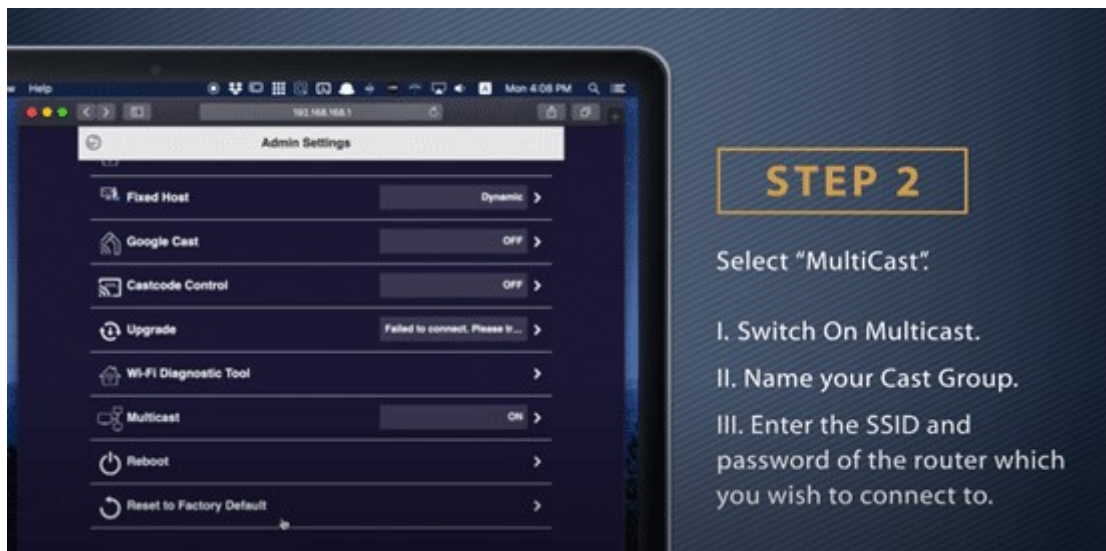 Help
Mon 4:08 PM
192.168.168.1
Admin Settings
Fixed Host
Dynamic
Google Cast
OFF
Castcode Control
OFF
Upgrade
Failed to connect. Please tr...
Wi-Fi Diagnostic Tool
Multicast
ON
Reboot
Reset to Factory Default
STEP 2
Select “MultiCast”.
I. Switch On Multicast.
II. Name your Cast Group.
III. Enter the SSID and
password of the router which
you wish to connect to.